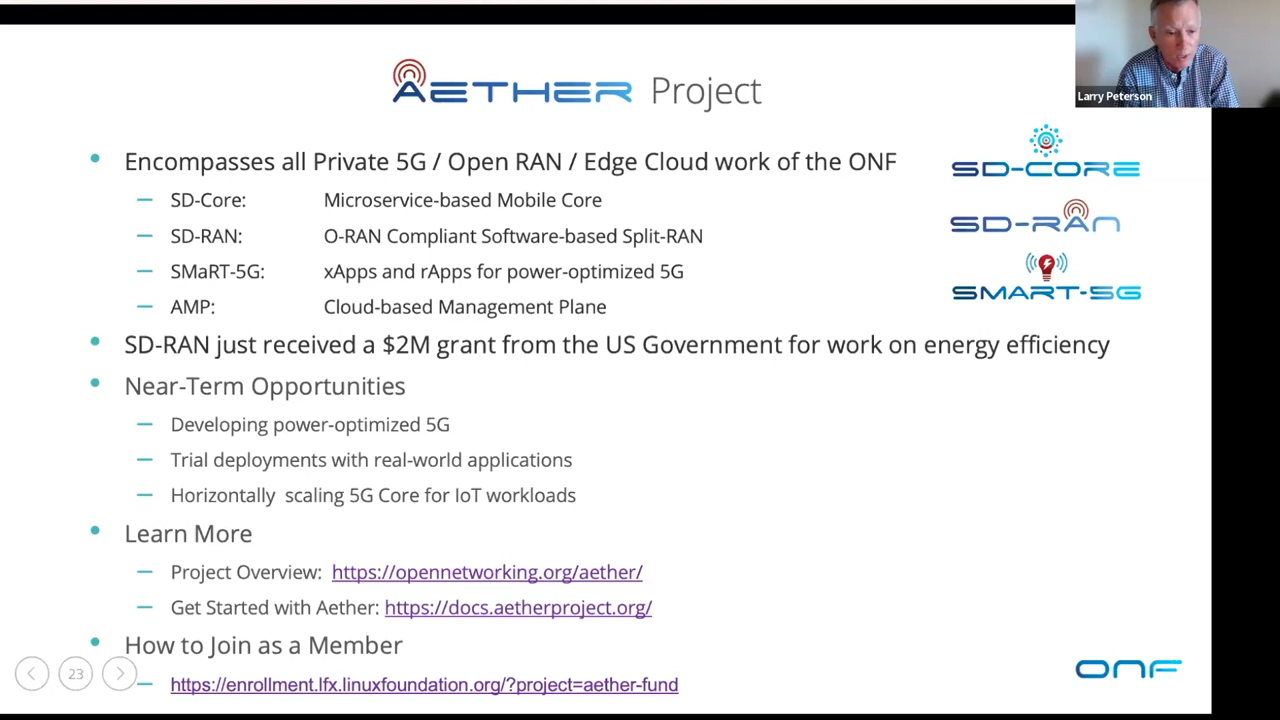 Larry Peterson
AETHER Project
• Encompasses all Private 5G / Open RAN / Edge Cloud work of the ONF
– SD-Core: Microservice-based Mobile Core
– SD-RAN: O-RAN Compliant Software-based Split-RAN
– SMaRT-5G: xApps and rApps for power-optimized 5G
– AMP: Cloud-based Management Plane
SD-CORE
SD-RAN
SMART-5G
• SD-RAN just received a $2M grant from the US Government for work on energy efficiency
• Near-Term Opportunities
– Developing power-optimized 5G
– Trial deployments with real-world applications
– Horizontally scaling 5G Core for IoT workloads
• Learn More
– Project Overview: https://opennetworking.org/aether/
– Get Started with Aether: https://docs.aetherproject.org/
• How to Join as a Member
– https://enrollment.lfx.linuxfoundation.org/?project=aether-fund
23
ONF